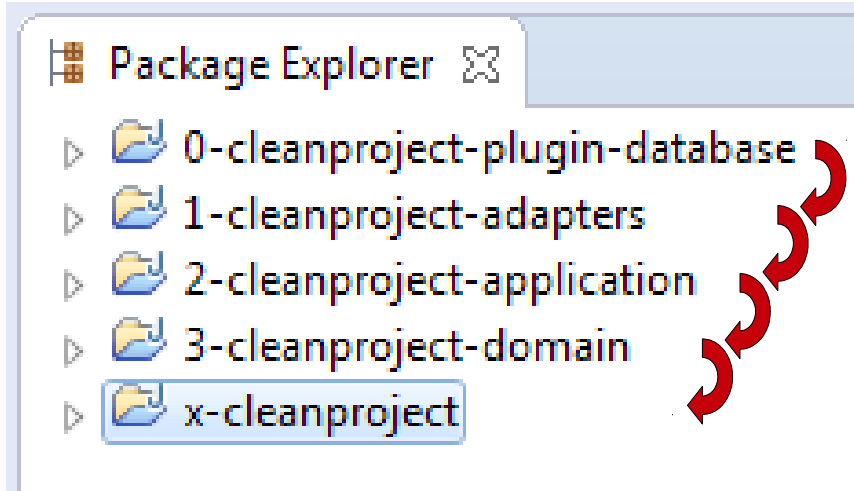 Package Explorer
0-cleanproject-plugin-database
1-cleanproject-adapters
2-cleanproject-application
3-cleanproject-domain
x-cleanproject